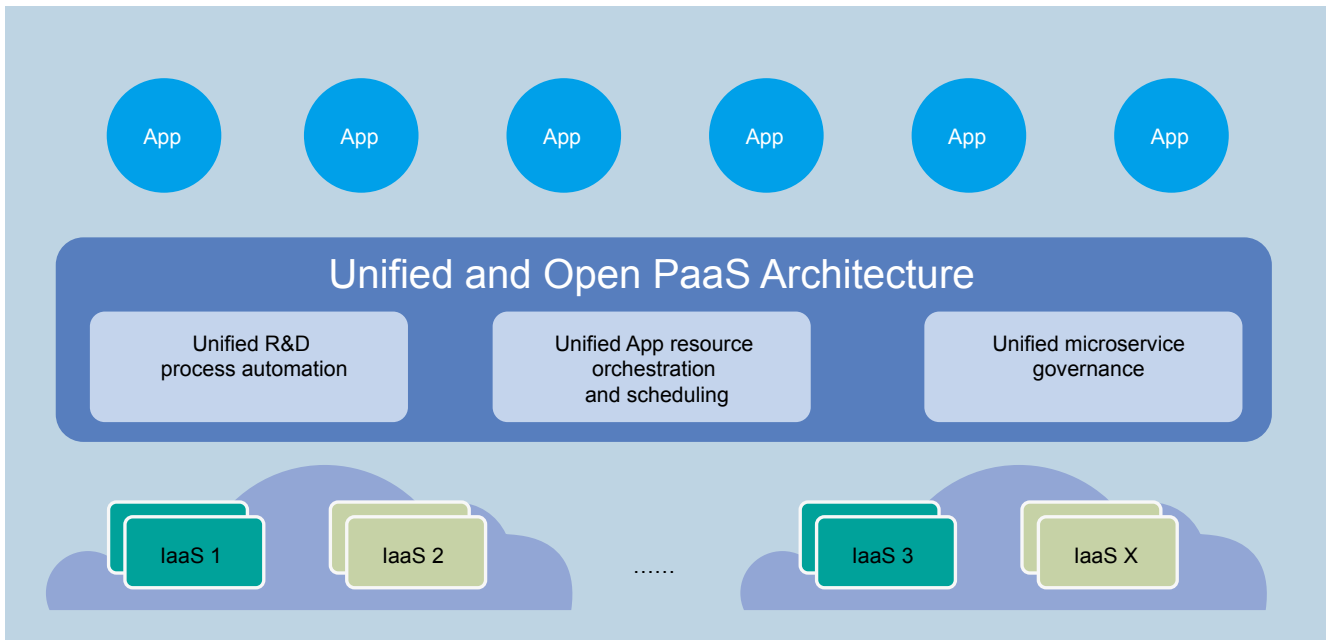 App
App
App
App
App
App
Unified and Open PaaS Architecture
Unified R&D
process automation
Unified App resource
orchestration
and scheduling
Unified microservice
governance
IaaS 1
IaaS 2
......
IaaS 3
IaaS X